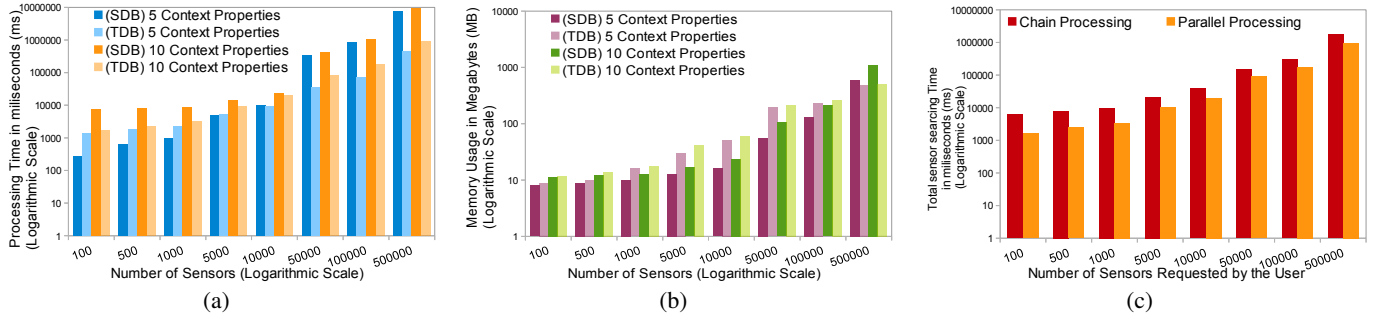 Processing Time in miliseconds (ms)
(Logarithmic Scale)
10000000
1000000
100000
10000
1000
100
10
1
(SDB) 5 Context Properties
(TDB) 5 Context Properties
(SDB) 10 Context Properties
(TDB) 10 Context Properties
100
500
1000
5000
10000
50000
100000
500000
Number of Sensors (Logarithmic Scale)
(a)
Memory Usage in Megabytes (MB)
(Logarithmic Scale)
10000
1000
100
10
1
(SDB) 5 Context Properties
(TDB) 5 Context Properties
(SDB) 10 Context Properties
(TDB) 10 Context Properties
100
500
1000
5000
10000
50000
100000
500000
Number of Sensors (Logarithmic Scale)
(b)
Total sensor searcing Time
in miliseconds (ms)
(Logarithmic Scale)
10000000
1000000
100000
10000
1000
100
10
1
Chain Processing
Parallel Processing
100
500
1000
5000
10000
50000
100000
500000
Number of Sensors Requested by the User
(c)